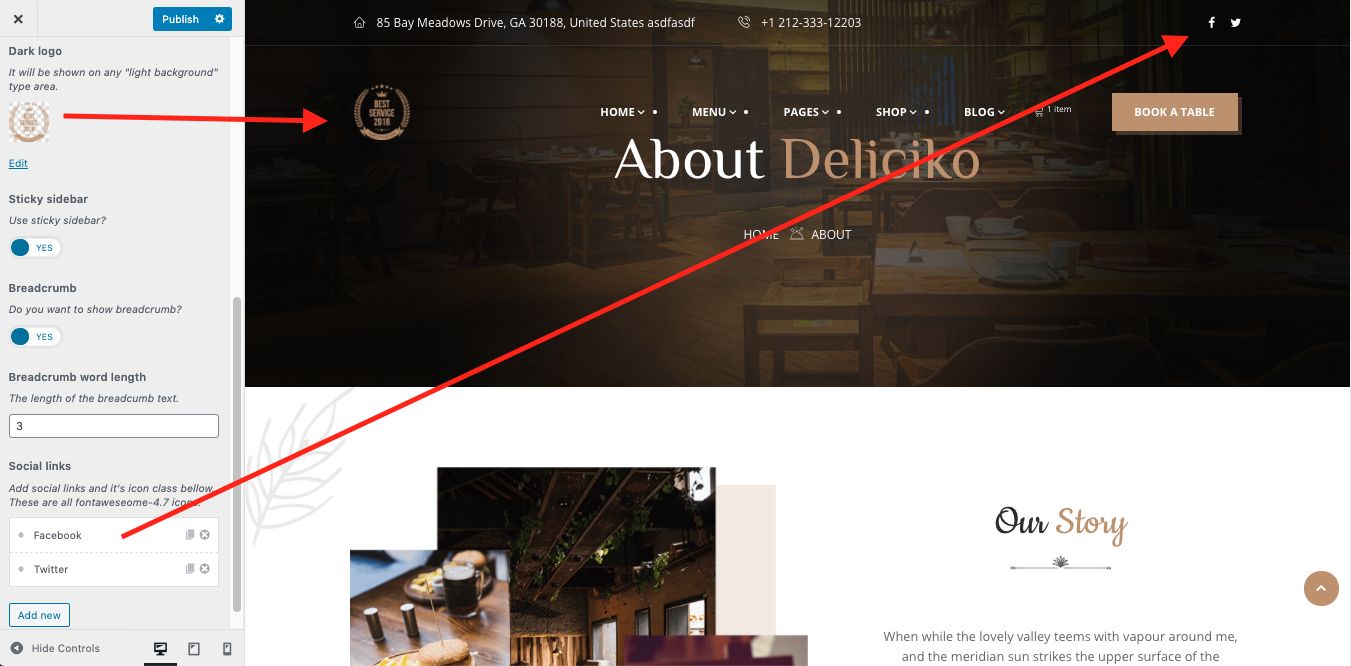 Publish
Dark logo
It will be shown on any "light background"
type area.
Edit
Sticky sidebar
Use sticky sidebar?
YES
Breadcrumb
Do you want to show breadcrumb?
YES
Breadcrumb word length
The length of the breadcumb text.
3
Social links
Add social links and it's icon class bellow.
These are all fontaweseome-4.7 icons.
Facebook
Twitter
Add new
Hide Controls
85 Bay Meadows Drive, GA 30188, United States asdfasdf
+1 212-333-12203
BEST
SERVICE
2016
HOME
MENU
PAGES
SHOP
BLOG
1 item
BOOK A TABLE
About Deliciko
HOME ABOUT
Our Story
When while the lovely valley teems with vapour around me,
and the meridian sun strikes the upper surface of the